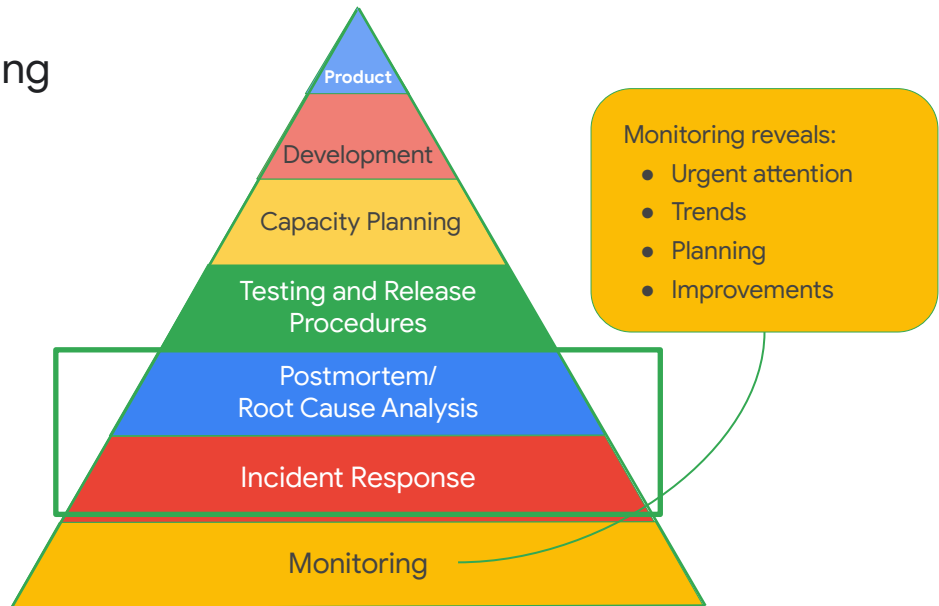 ng
Product
Development
Capacity Planning
Testing and Release
Procedures
Postmortem/
Root Cause Analysis
Incident Response
Monitoring
Monitoring reveals:
● Urgent attention
● Trends
● Planning
● Improvements